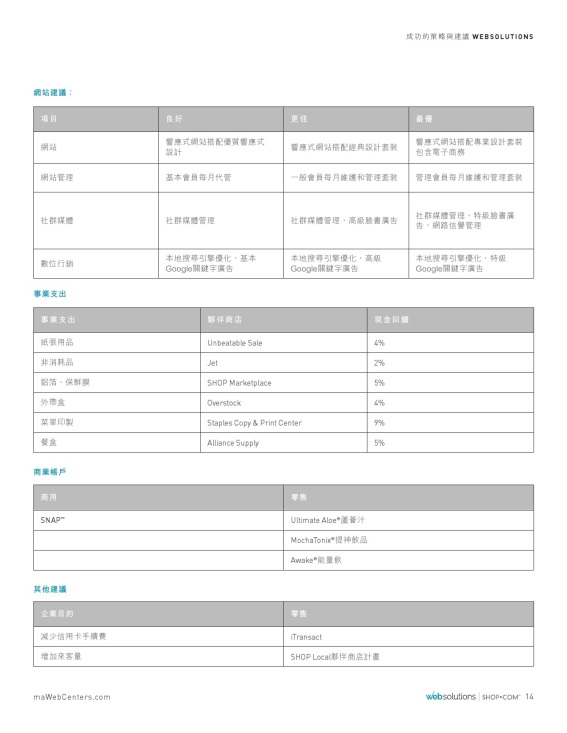 成功的策略與建議 WEBSOLUTIONS
網站建議：
項目 良好 更佳 最優
網站 響應式網站搭配優質響應式設計 響應式網站搭配經典設計套裝 響應式網站搭配專業設計套裝包含電子商務
網站管理 基本會員每月代管 一般會員每月維護和管理套裝 管理會員每月維護和管理套裝
社群媒體 社群媒體管理 社群媒體管理、高級臉書廣告 社群媒體管理、特級臉書廣告、網路信譽管理
數位行銷 本地搜尋引擎優化、基本Google關鍵字廣告 本地搜尋引擎優化、高級Google關鍵字廣告 本地搜尋引擎優化、特級Google關鍵字廣告
事業支出
事業支出 夥伴商店 現金回饋
紙張用品 Unbeatable Sale 4%
非消耗品 Jet 2%
鋁箔、保鮮膜 SHOP Marketplace 5%
外帶盒 Overstock 4%
菜單印製 Staples Copy & Print Center 9%
餐盒 Alliance Supply 5%
商業帳戶
商用 零售
SNAP™ Ultimate Aloe®蘆薈汁
MochaTonix®提神飲品
Awake®能量飲
其他建議
企業目的 零售
減少信用卡手續費 iTransact
增加來客量 SHOP Local夥伴商店計畫
maWebCenters.com websolutions | SHOP•COM™ 14